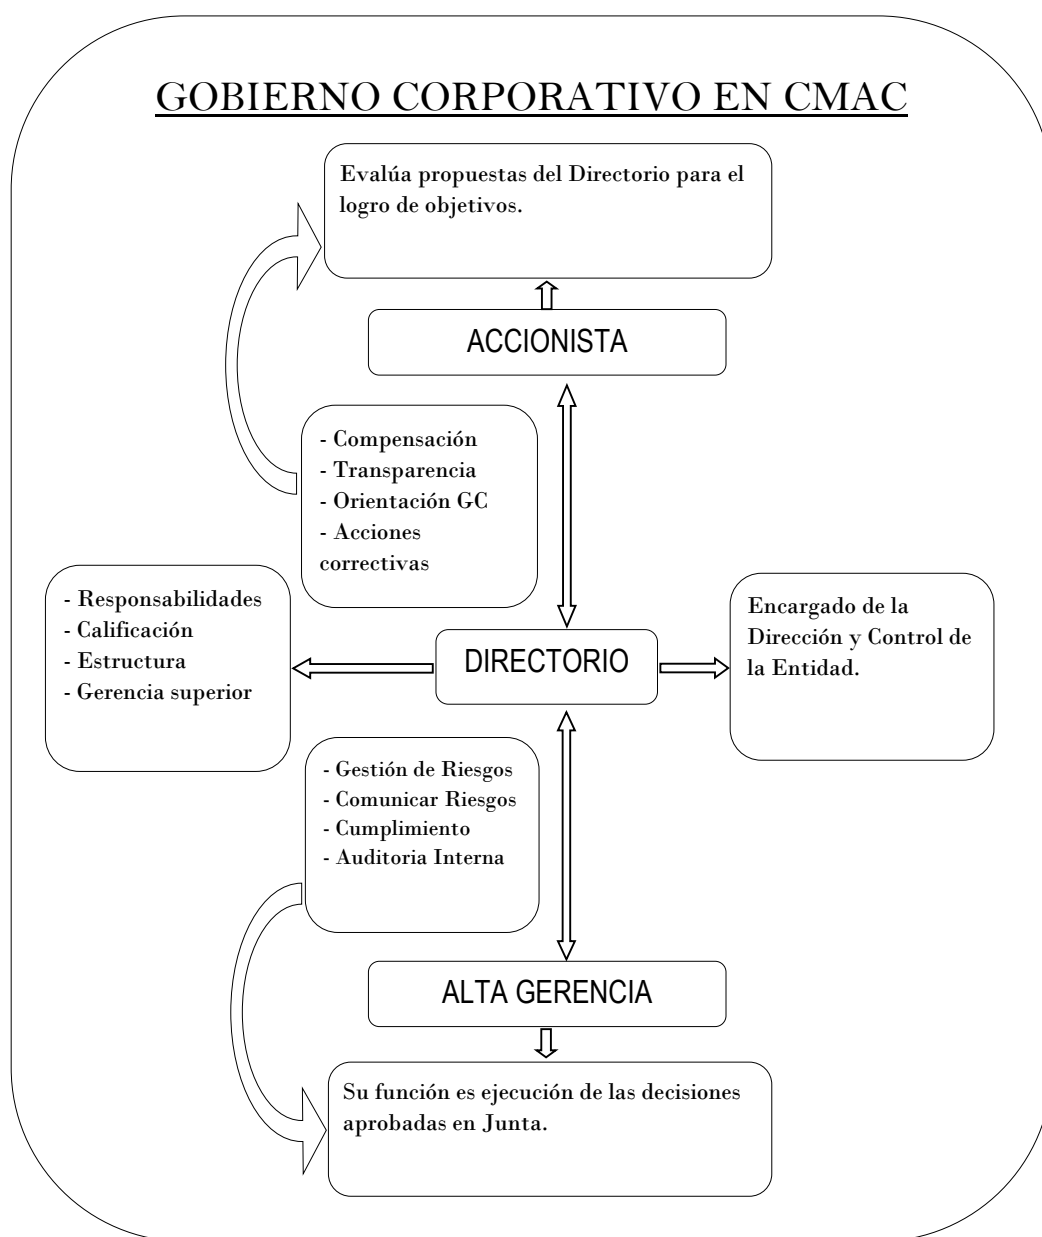 GOBIERNO CORPORATIVO EN CMAC
Evalúa propuestas del Directorio para el
logro de objetivos.
ACCIONISTA
- Compensación
- Transparencia
- Orientación GC
- Acciones
correctivas
- Responsabilidades
- Calificación
- Estructura
- Gerencia superior
DIRECTORIO
Encargado de la
Dirección y Control de
la Entidad.
- Gestión de Riesgos
- Comunicar Riesgos
- Cumplimiento
- Auditoria Interna
ALTA GERENCIA
Su función es ejecución de las decisiones
aprobadas en Junta.